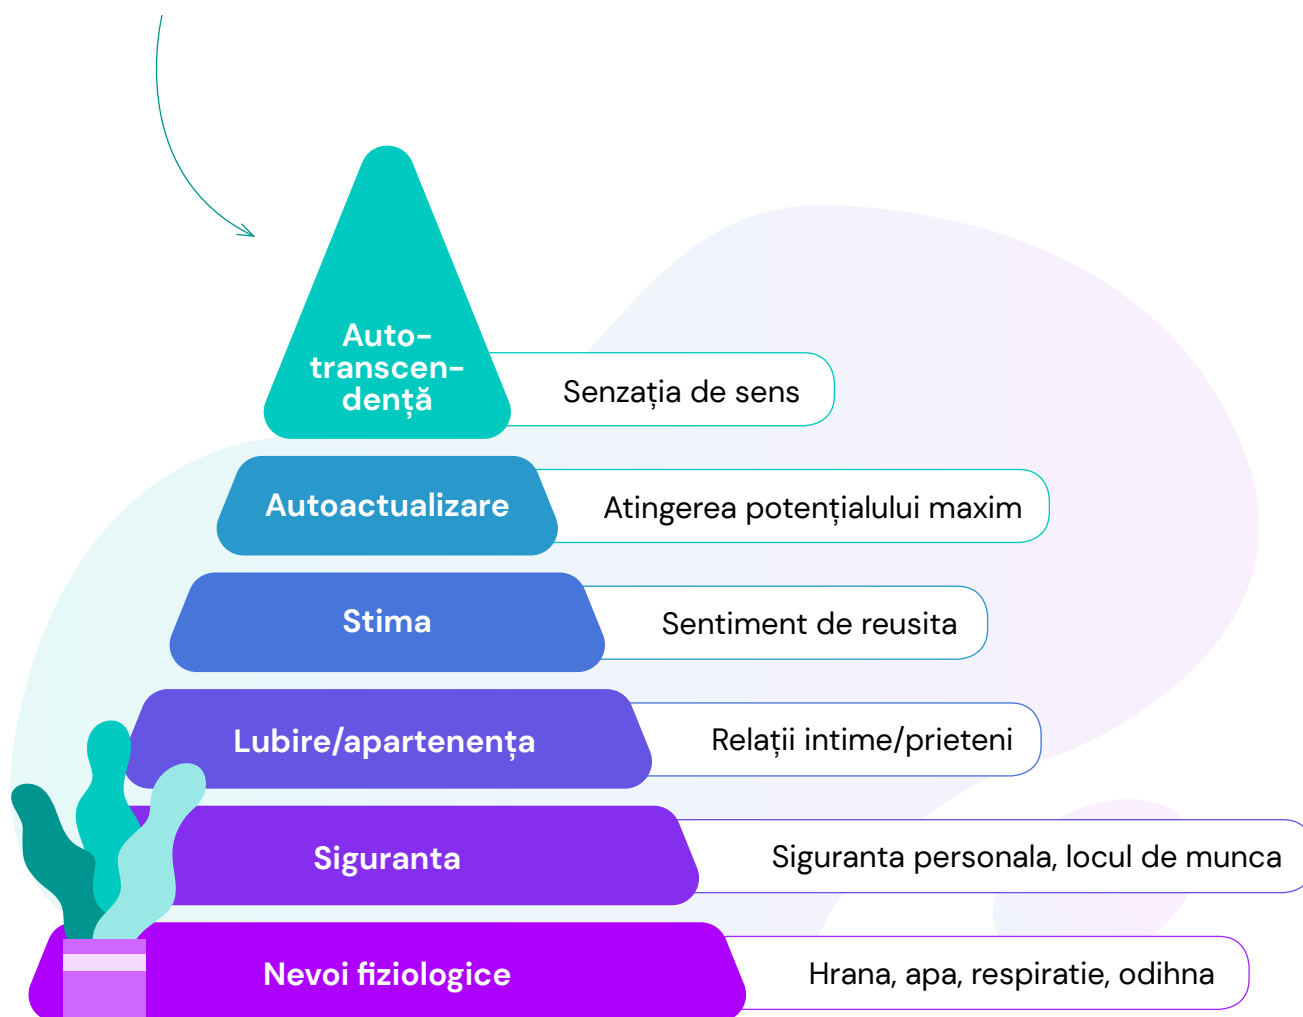 Auto-
transcen-
dență
Senzația de sens
Autoactualizare
Atingerea potențialului maxim
Stima
Sentiment de reusita
Lubire/apartenența
Relații intime/prieteni
Siguranta
Siguranta personala, locul de munca
Nevoi fiziologice
Hrana, apa, respiratie, odihna